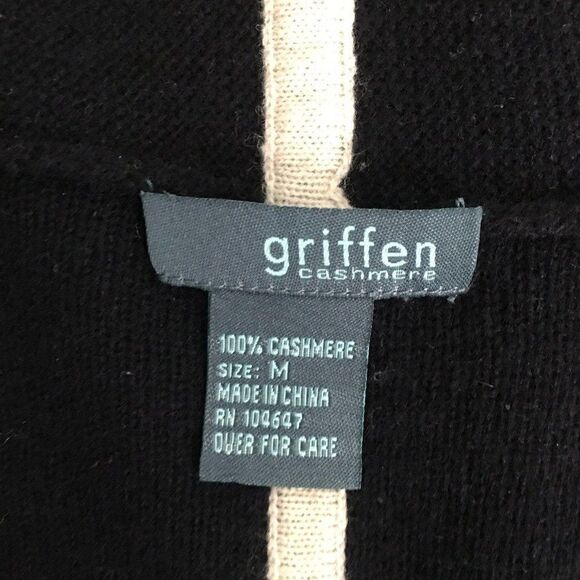 griffen
cashmere
100% CASHMERE
SIZE: M
MADE IN CHINA
RN 104647
OVER FOR CARE